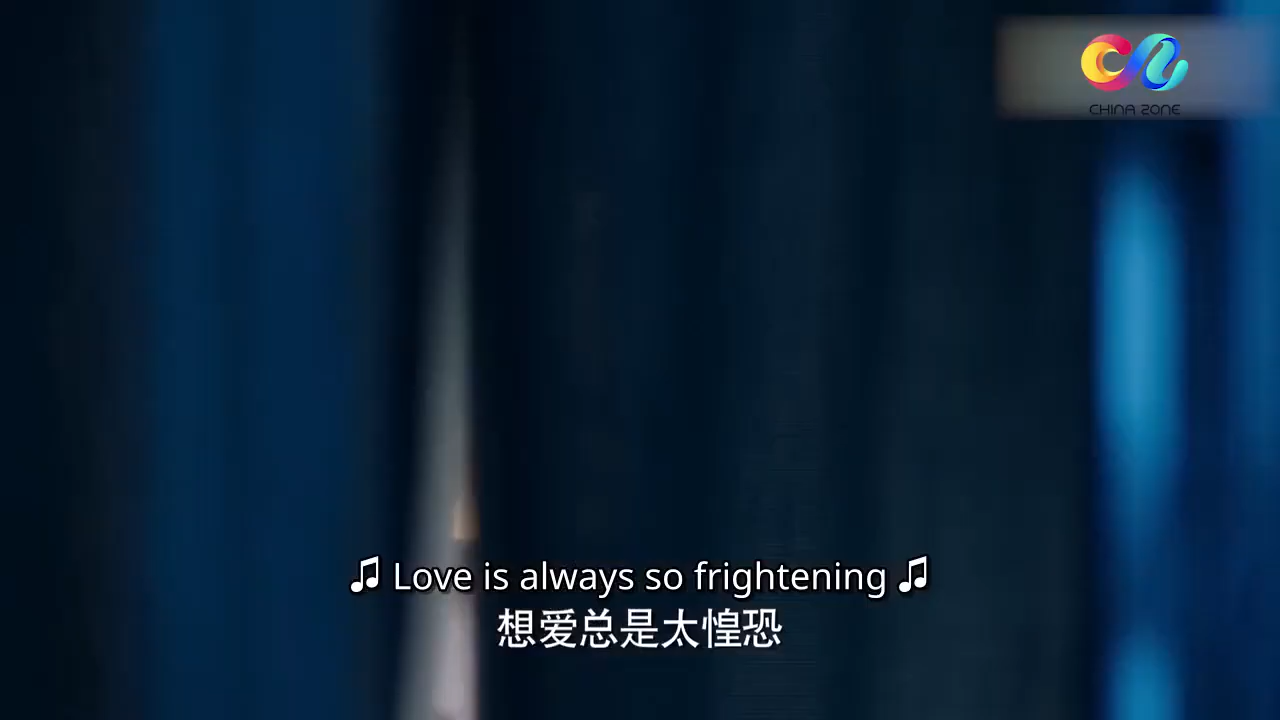 CHINA ZONE
♫ Love is always so frightening ♫
想爱总是太惶恐